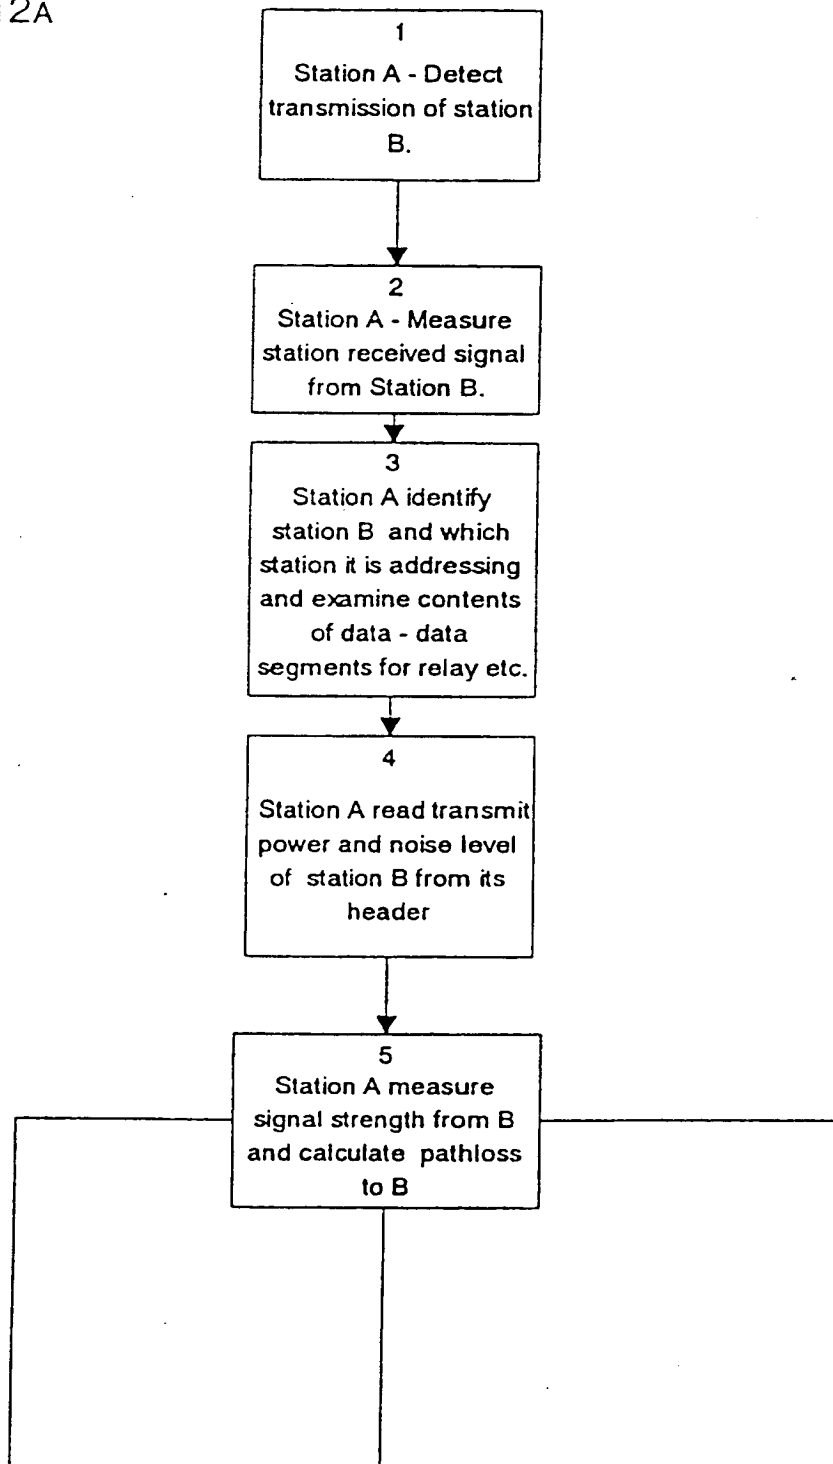 2A
1
Station A - Detect
transmission of station
B.
2
Station A - Measure
station received signal
from Station B.
3
Station A identify
station B and which
station it is addressing
and examine contents
of data - data
segments for relay etc.
4
Station A read transmit
power and noise level
of station B from its
header
5
Station A measure
signal strength from B
and calculate pathloss
to B